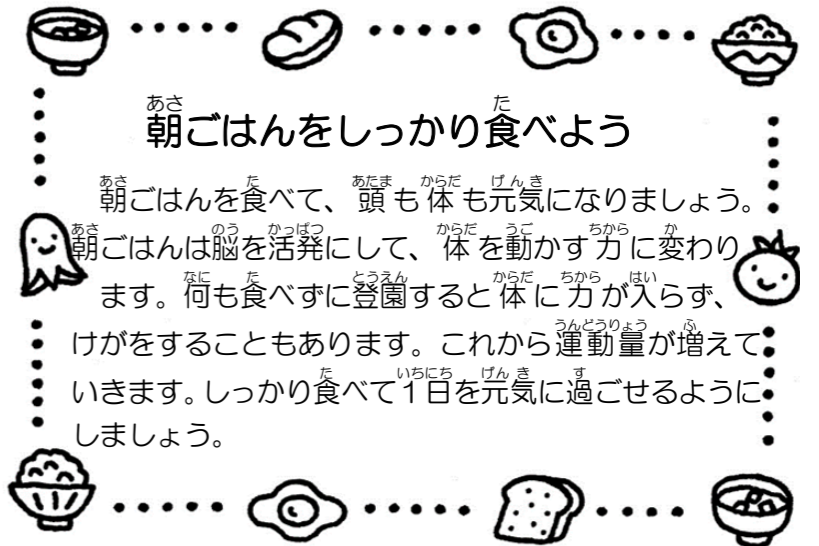 朝ごはんをしっかり食べよう
朝ごはんを食べて、頭も体も元気になりましょう。
朝ごはんは脳を活発にして、体を動かす力に変わり
ます。何も食べずに登園すると体に力が入らず、
けがをすることもあります。これから運動量が増えて
いきます。しっかり食べて1日を元気に過ごせるように
しましょう。